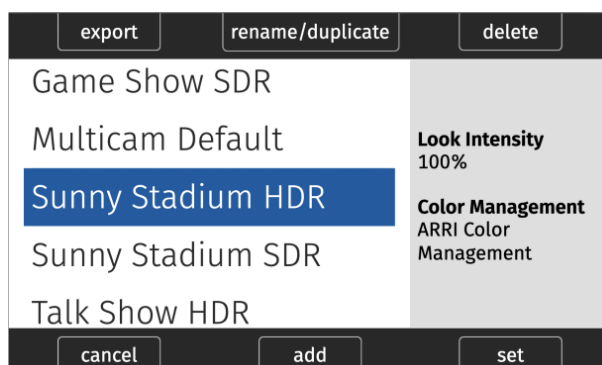 export rename/duplicate delete
Game Show SDR
Multicam Default
Sunny Stadium HDR
Sunny Stadium SDR
Talk Show HDR
Look Intensity
100%
Color Management
ARRI Color
Management
cancel add set